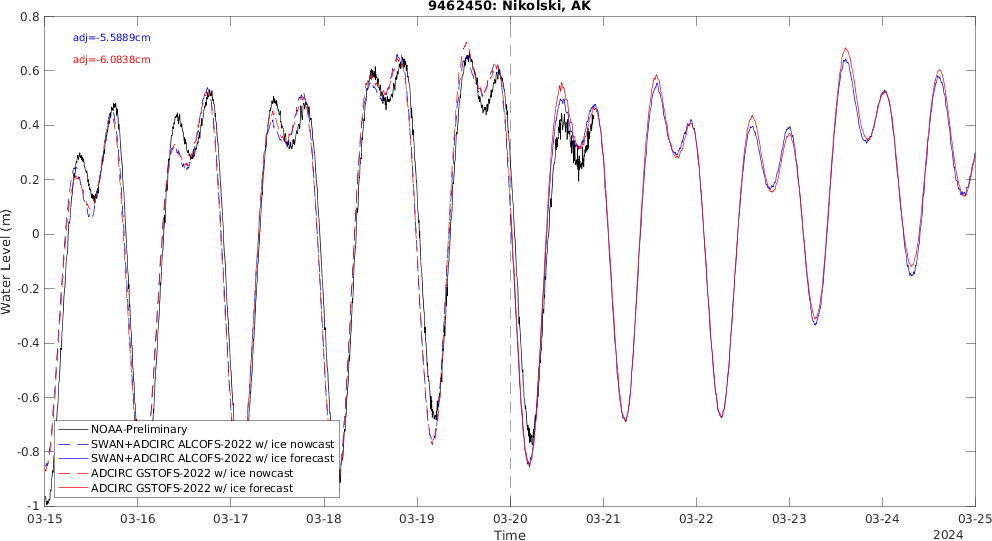 9462450: Nikolski, AK
adj=-5.5889cm
adj=-6.0838cm
Water Level (m)
0.8
0.6
0.4
0.2
0
-0.2
-0.4
-0.6
-0.8
-1
NOAA-Preliminary
SWAN+ADCIRC ALCOFS-2022 w/ ice nowcast
SWAN+ADCIRC ALCOFS-2022 w/ ice forecast
ADCIRC GSTOFS-2022 w/ ice nowcast
ADCIRC GSTOFS-2022 w/ ice forecast
03-15 03-16 03-17 03-18 03-19 03-20 03-21 03-22 03-23 03-24 03-25
Time
2024